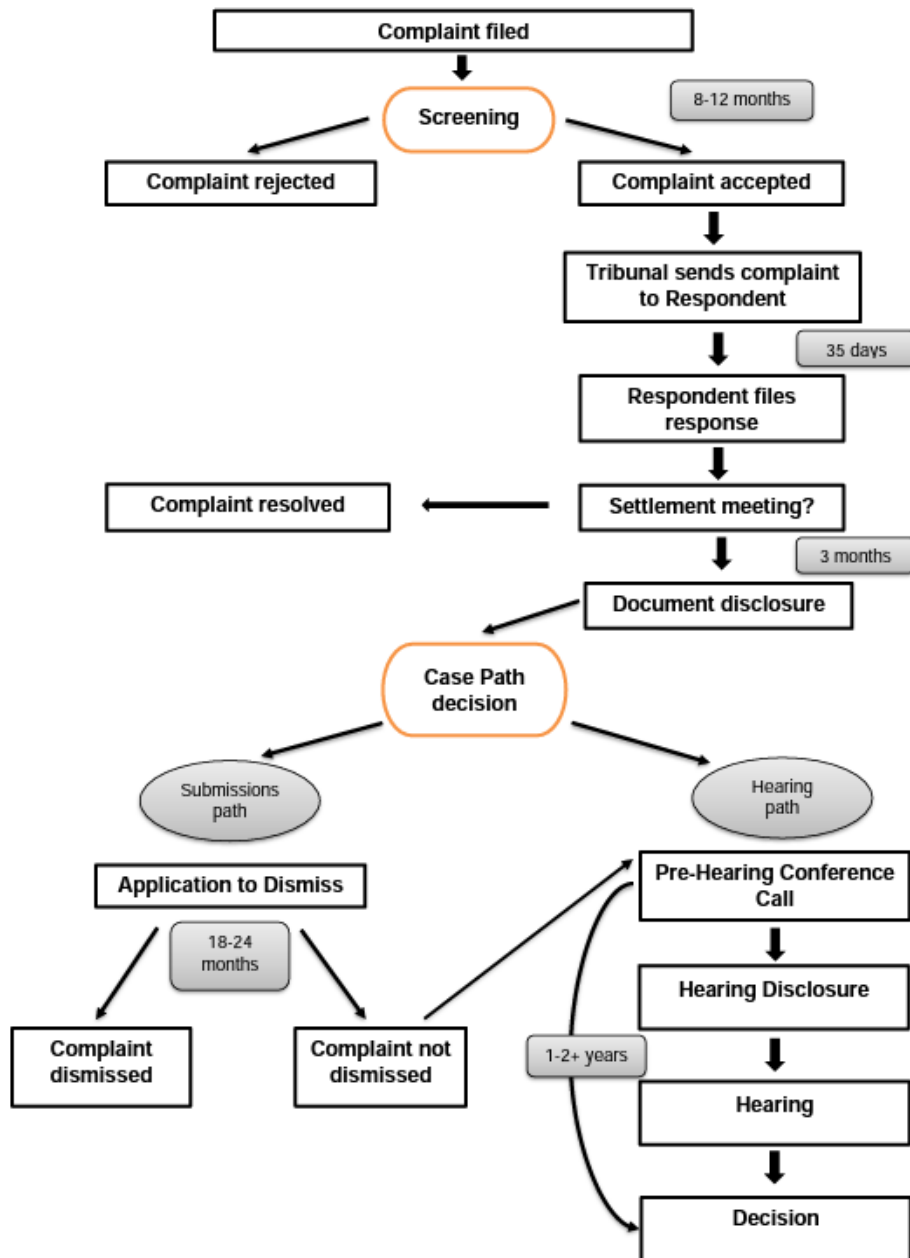 Complaint filed
8-12 months
Screening
Complaint rejected
Complaint accepted
Tribunal sends complaint
to Respondent
35 days
Respondent files
response
Complaint resolved
Settlement meeting?
3 months
Document disclosure
Case Path
decision
Submissions
path
Hearing
path
Application to Dismiss
Pre-Hearing Conference
Call
18-24
months
Hearing Disclosure
Complaint
dismissed
Complaint not
dismissed
1-2+ years
Hearing
Decision